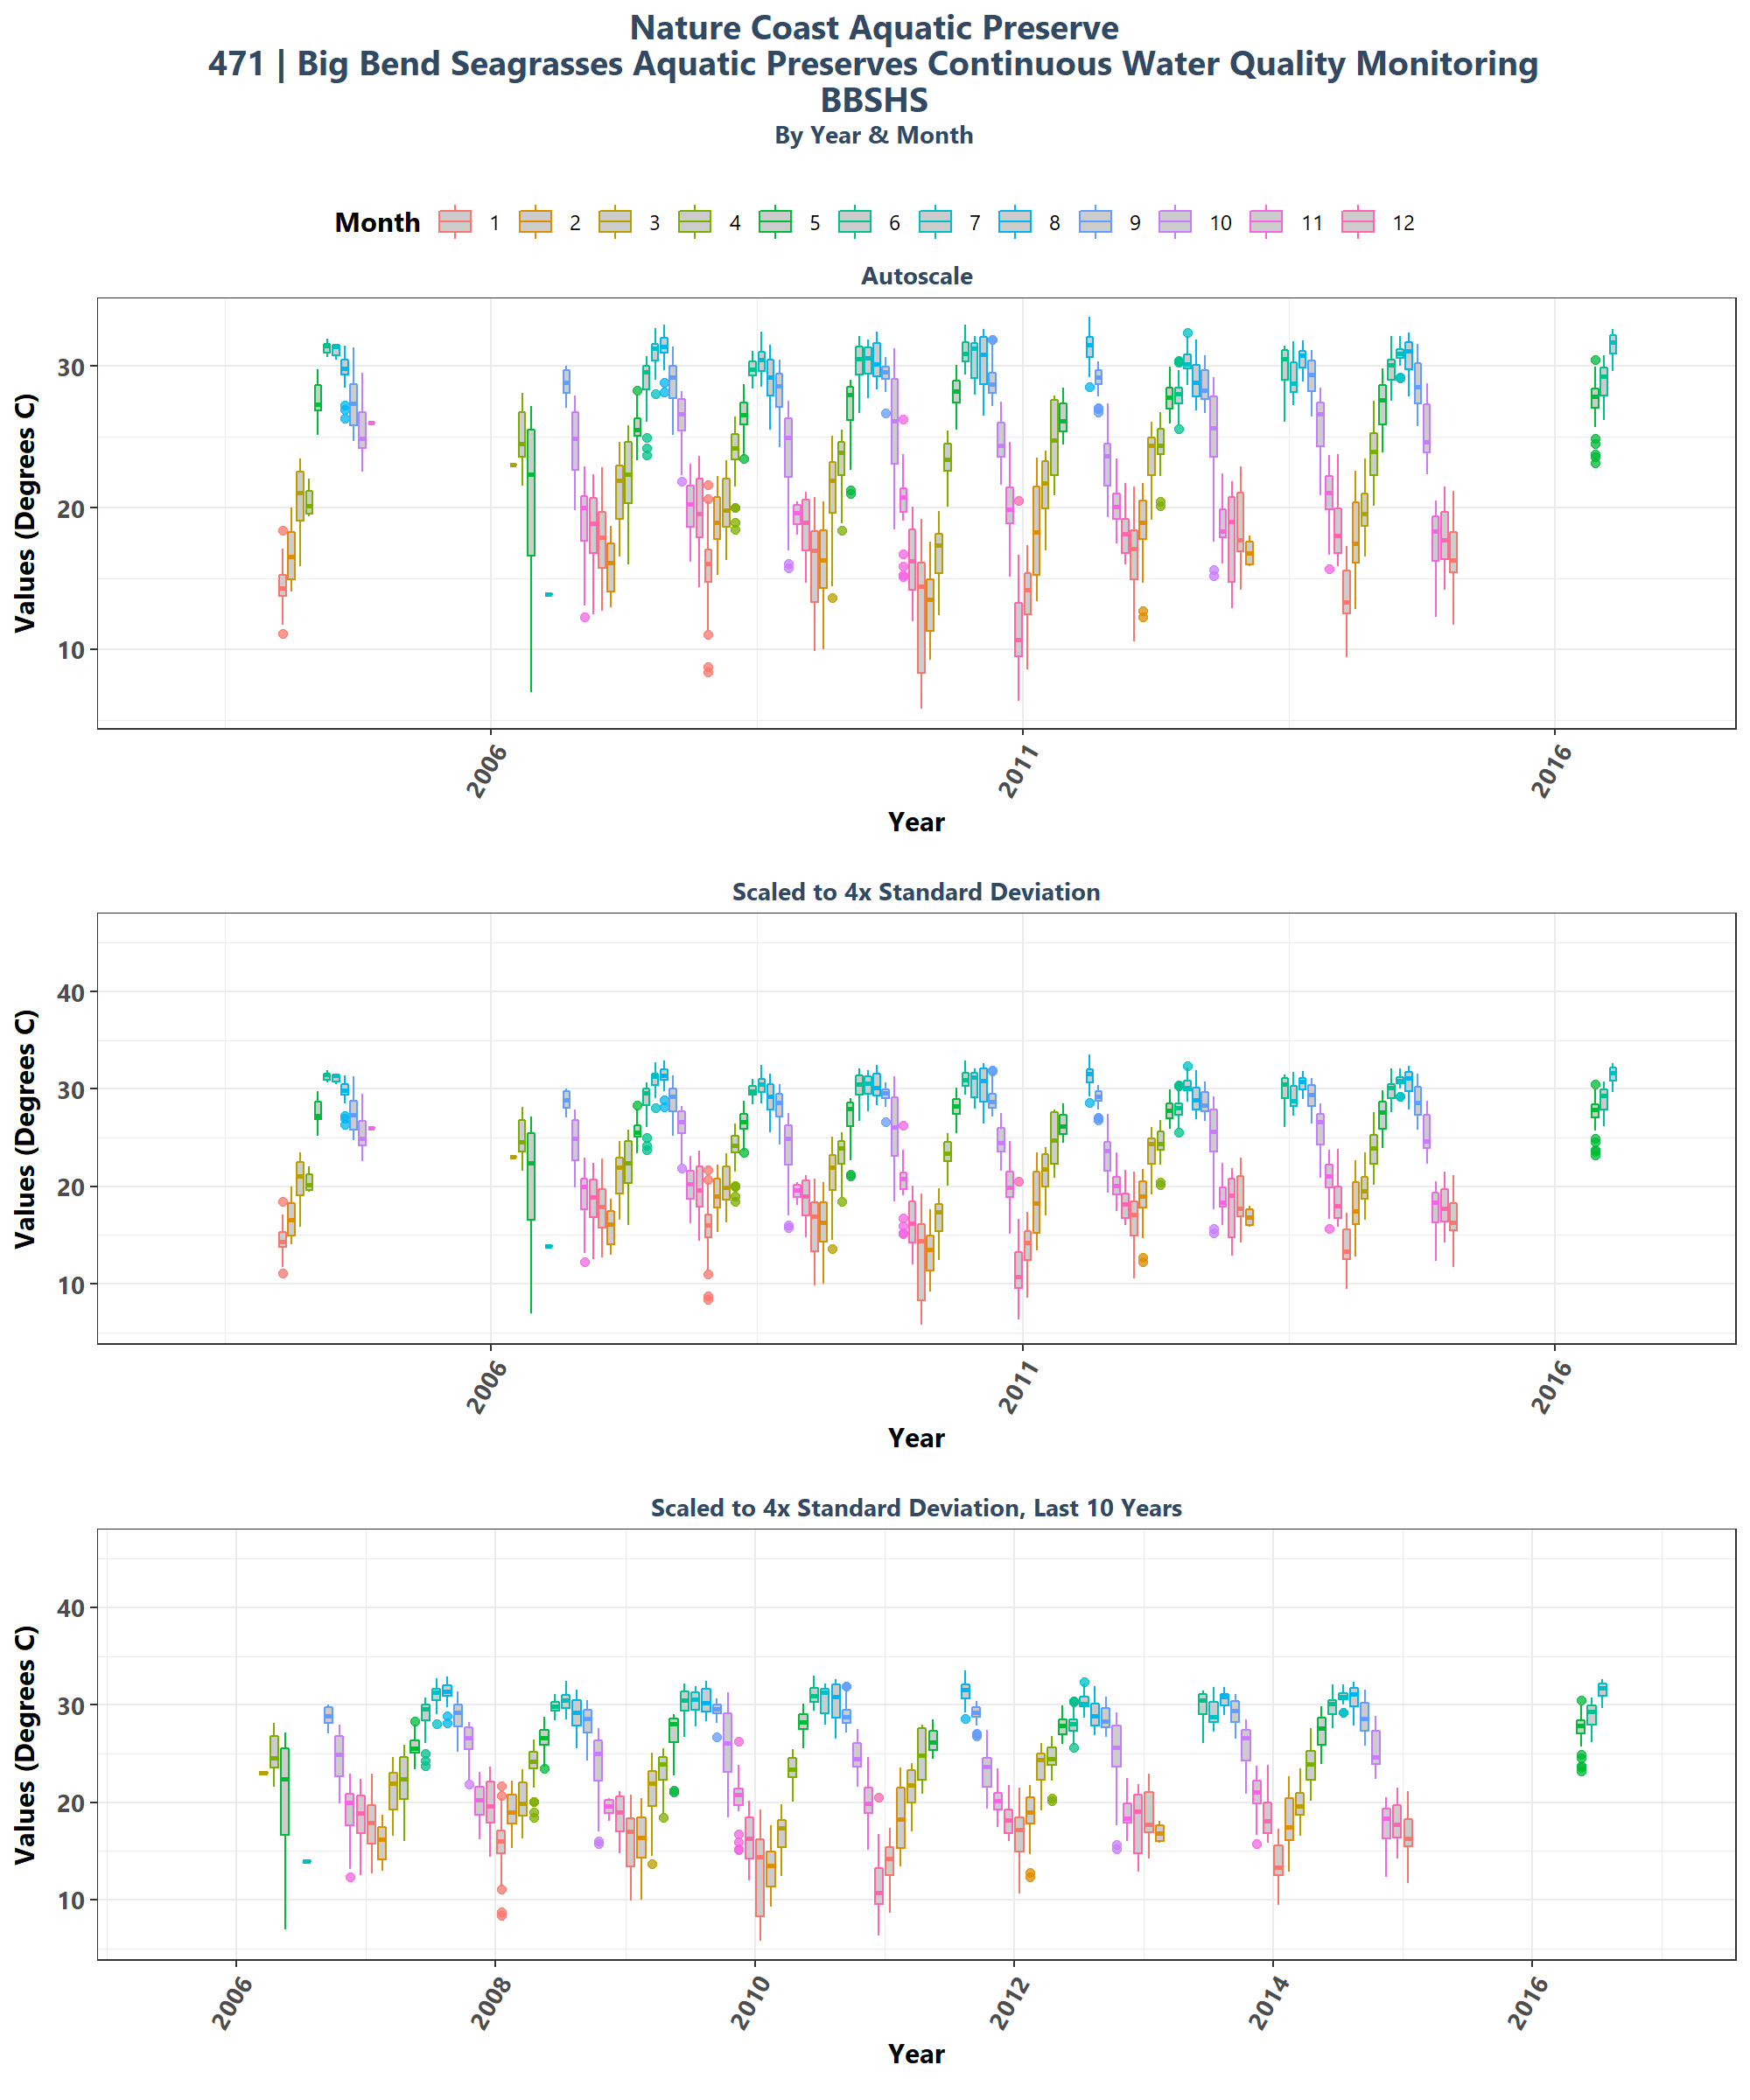 Nature Coast Aquatic Preserve
471 | Big Bend Seagrasses Aquatic Preserves Continuous Water Quality Monitoring
BBSHS
By Year & Month
Month 1 2 3 4 5 6 7 8 9 10 11 12
Autoscale
Values (Degrees C)
30
20
10
2006 2011 2016
Year
Scaled to 4x Standard Deviation
Values (Degrees C)
40
30
20
10
2006 2011 2016
Year
Scaled to 4x Standard Deviation, Last 10 Years
Values (Degrees C)
40
30
20
10
2006 2008 2010 2012 2014 2016
Year